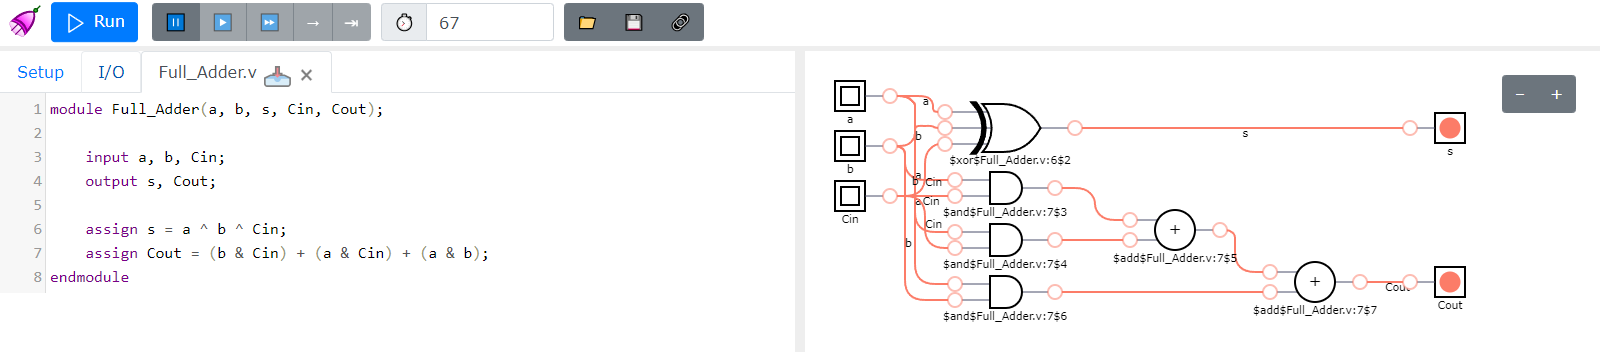 Run
67
Setup I/O Full_Adder.v ×
1 module Full_Adder(a, b, s, Cin, Cout);
2
3 input a, b, Cin;
4 output s, Cout;
5
6 assign s = a ^ b ^ Cin;
7 assign Cout = (b & Cin) + (a & Cin) + (a & b);
8 endmodule
− +
a
b
Cin
a
b
$xor$Full_Adder.v:6$2
s
s
a
b Cin
a Cin
$and$Full_Adder.v:7$3
Cin
b
$and$Full_Adder.v:7$4
+
$add$Full_Adder.v:7$5
$and$Full_Adder.v:7$6
+
$add$Full_Adder.v:7$7
Cout
Cout